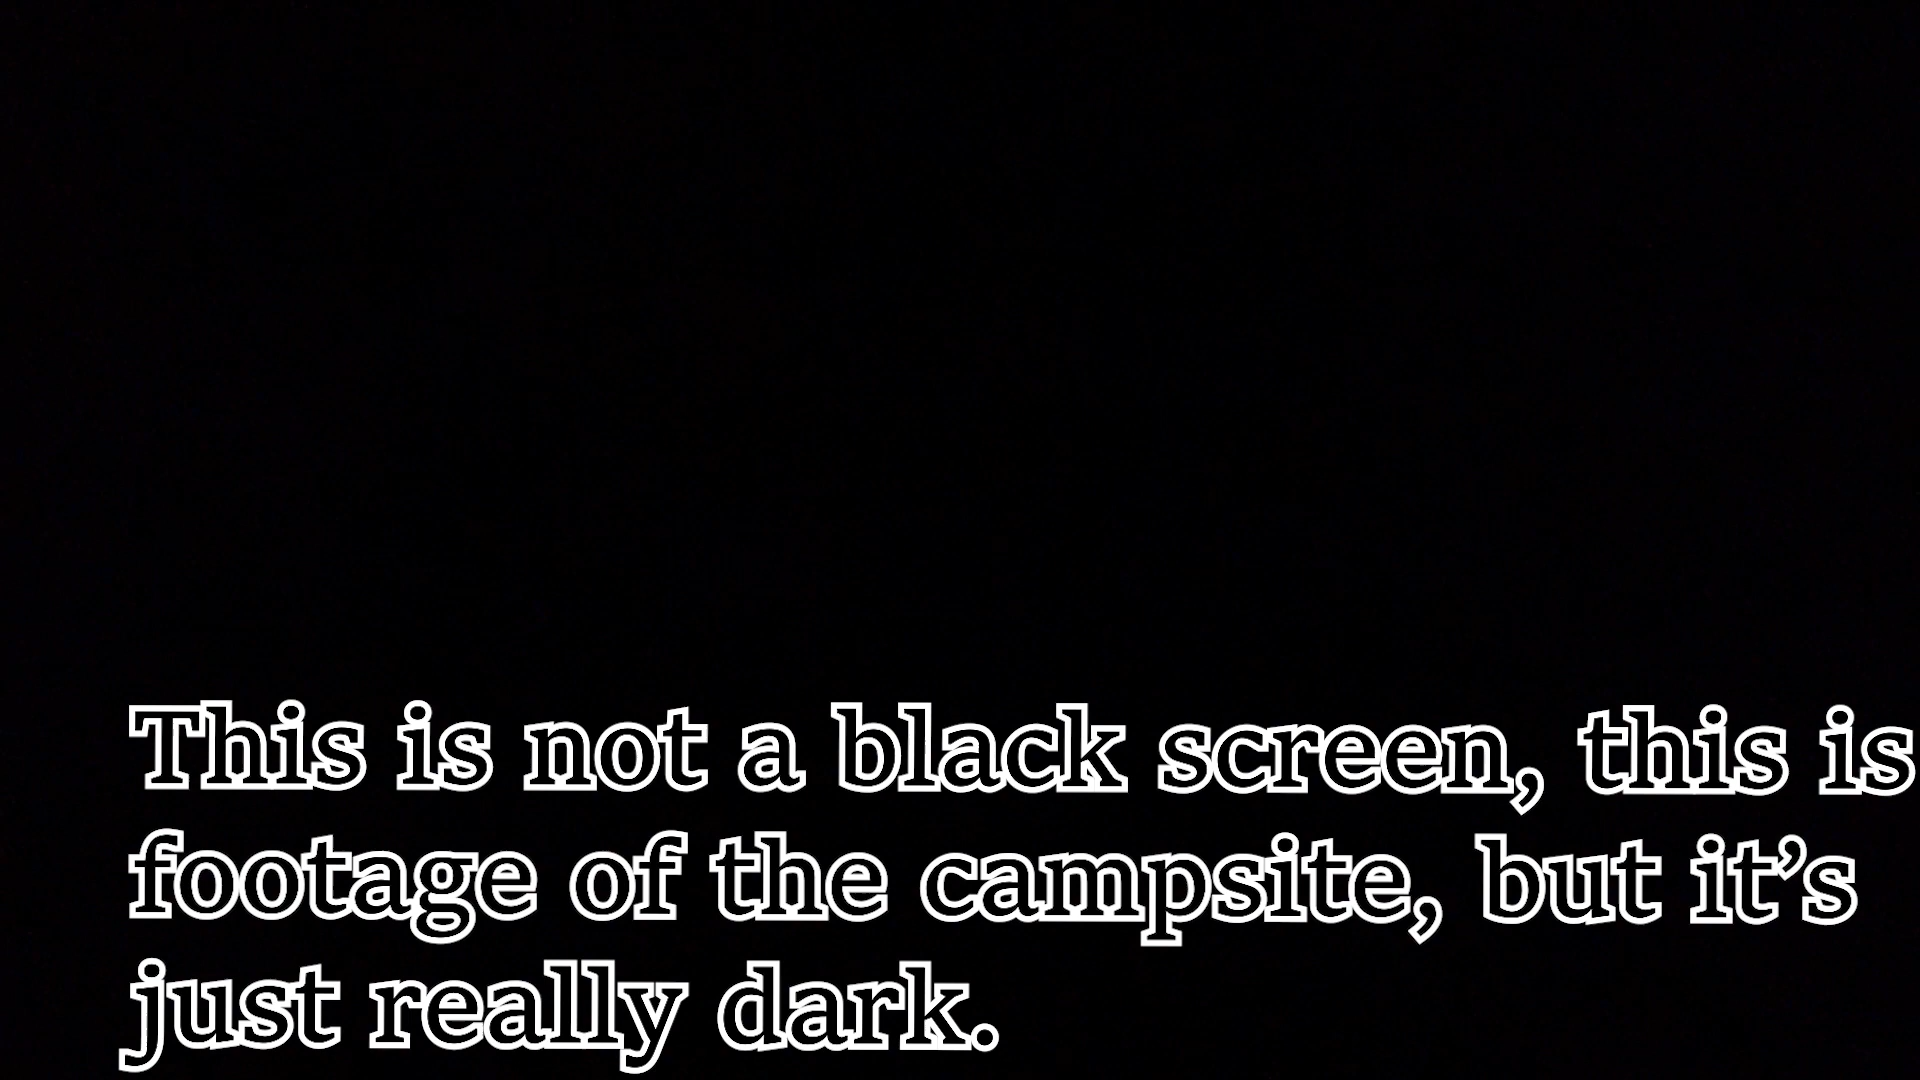 This is not a black screen, this is
footage of the campsite, but it’s
just really dark.